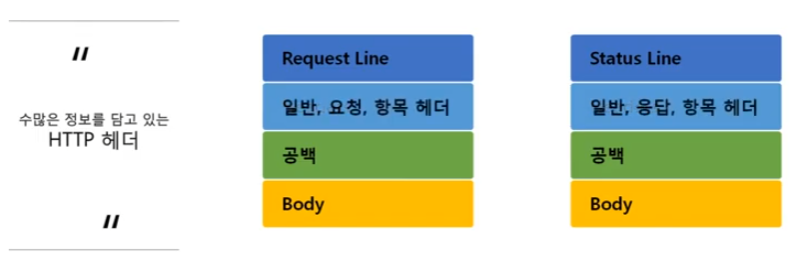 “
수많은 정보를 담고 있는
HTTP 헤더
“
Request Line
일반, 요청, 항목 헤더
공백
Body
Status Line
일반, 응답, 항목 헤더
공백
Body